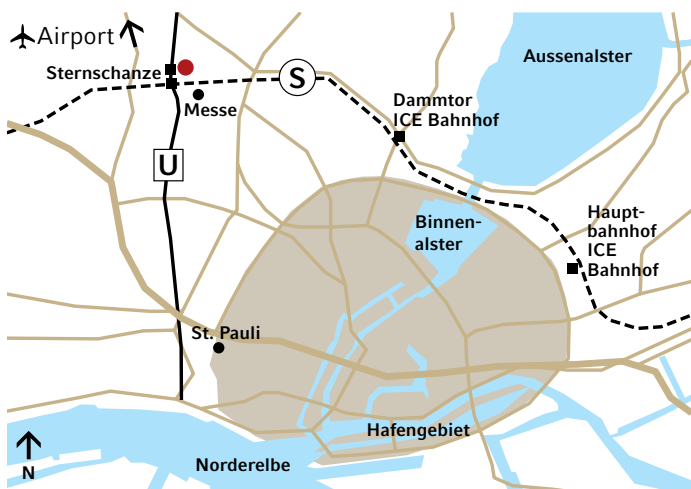 Airport
Aussenalster
Sternschanze
S
Messe
Dammtor
ICE Bahnhof
U
Binnen-
alster
Haupt-
bahnhof
ICE
Bahnhof
St. Pauli
Hafengebiet
N
Norderelbe